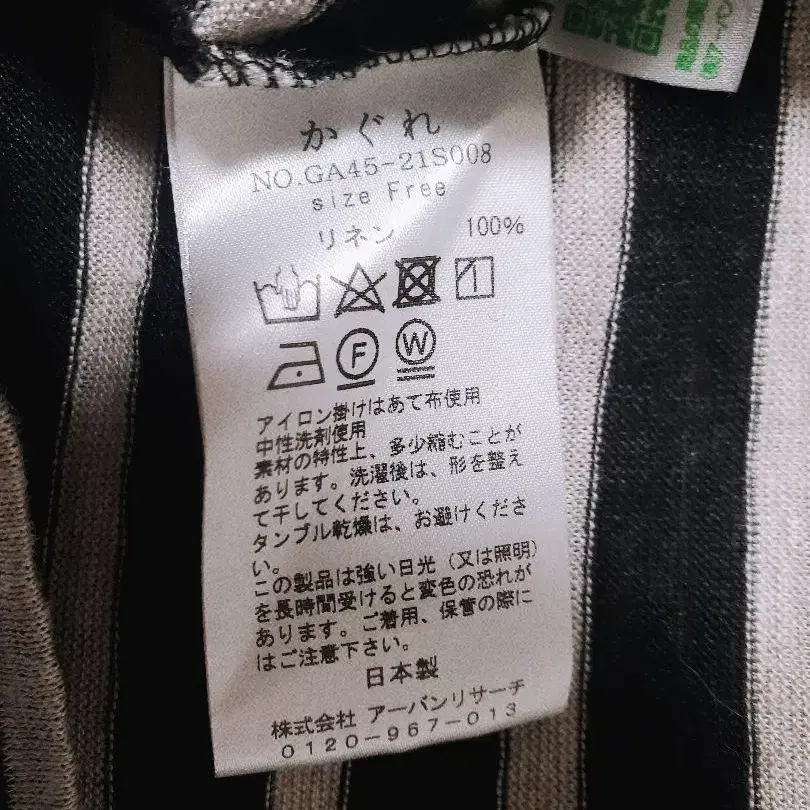 かぐれ
NO.GA45-21S008
size Free
リネン 100%
F W
アイロン掛けはあて布使用
中性洗剤使用
素材の特性上、多少縮むことが
あります。洗濯後は、形を整え
て干してください。
タンブル乾燥は、お避けくださ
い。
この製品は強い日光（又は照明）
を長時間受けると変色の恐れが
あります。ご着用、保管の際に
はご注意下さい。
日本製
株式会社 アーバンリサーチ
0120-967-013